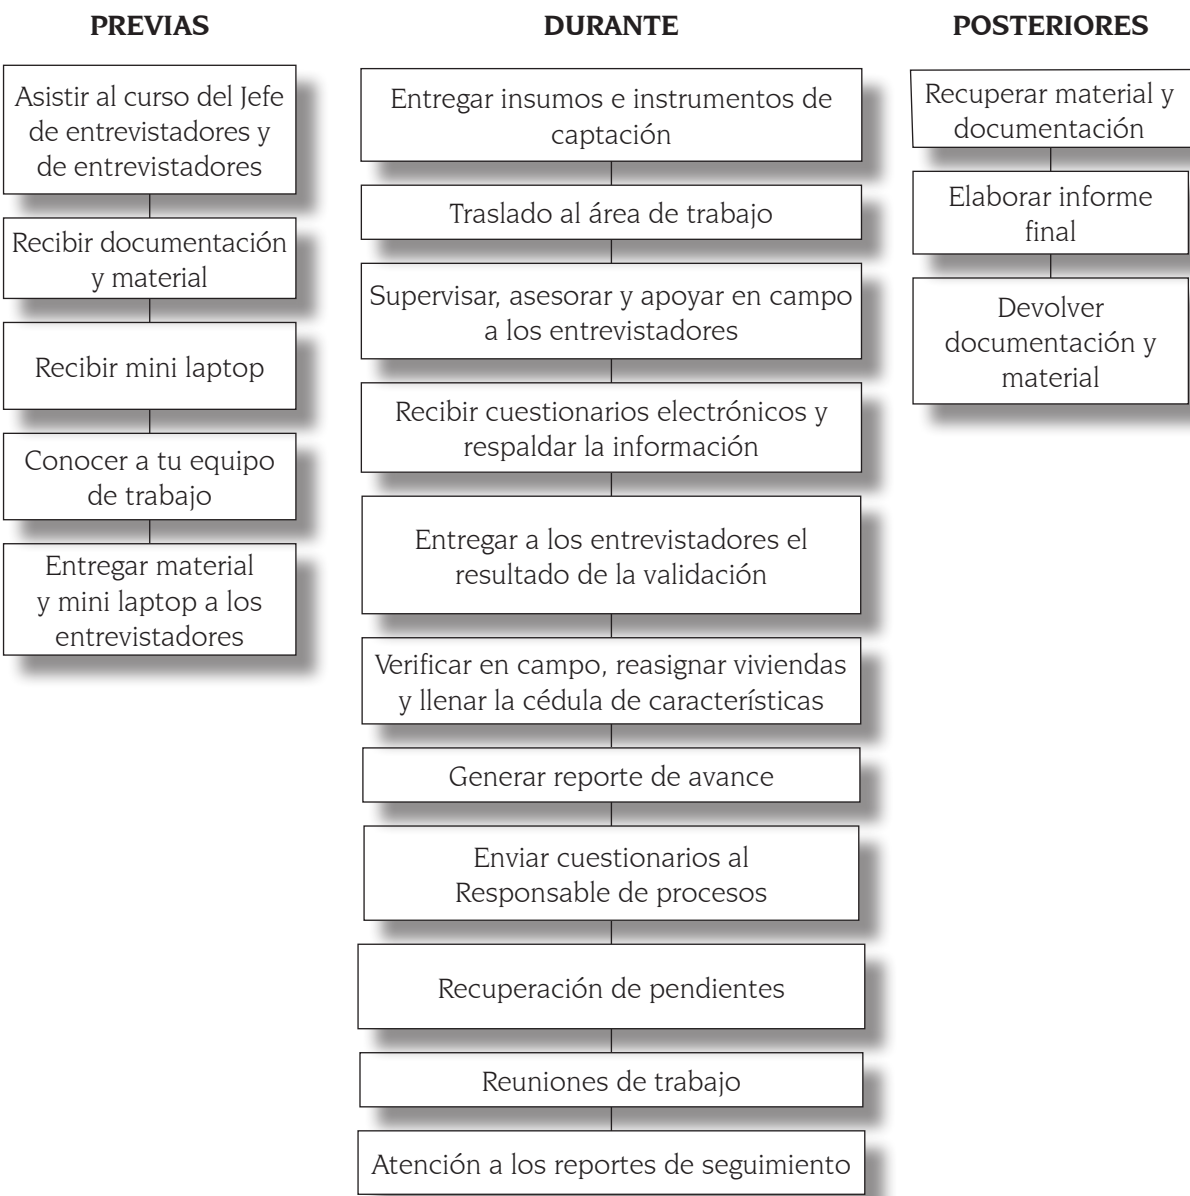 PREVIAS
Asistir al curso del Jefe
de entrevistadores y
de entrevistadores
Recibir documentación
y material
Recibir mini laptop
Conocer a tu equipo
de trabajo
Entregar material
y mini laptop a los
entrevistadores
DURANTE
Entregar insumos e instrumentos de
captación
Traslado al área de trabajo
Supervisar, asesorar y apoyar en campo
a los entrevistadores
Recibir cuestionarios electrónicos y
respaldar la información
Entregar a los entrevistadores el
resultado de la validación
Verificar en campo, reasignar viviendas
y llenar la cédula de características
Generar reporte de avance
Enviar cuestionarios al
Responsable de procesos
Recuperación de pendientes
Reuniones de trabajo
Atención a los reportes de seguimiento
POSTERIORES
Recuperar material y
documentación
Elaborar informe
final
Devolver
documentación y
material